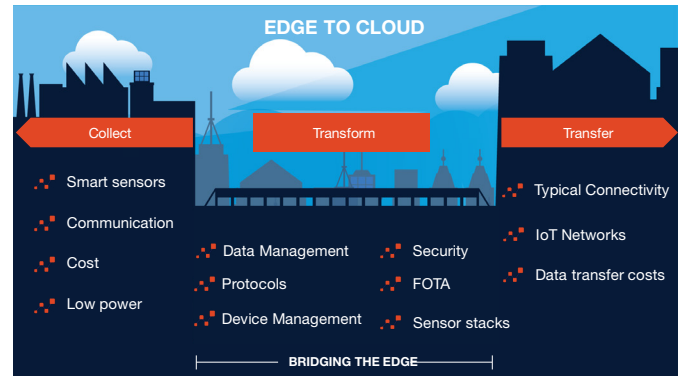 EDGE TO CLOUD
Collect
Transform
Transfer
Smart sensors
Communication
Cost
Low power
Data Management
Protocols
Device Management
Security
FOTA
Sensor stacks
Typical Connectivity
IoT Networks
Data transfer costs
BRIDGING THE EDGE